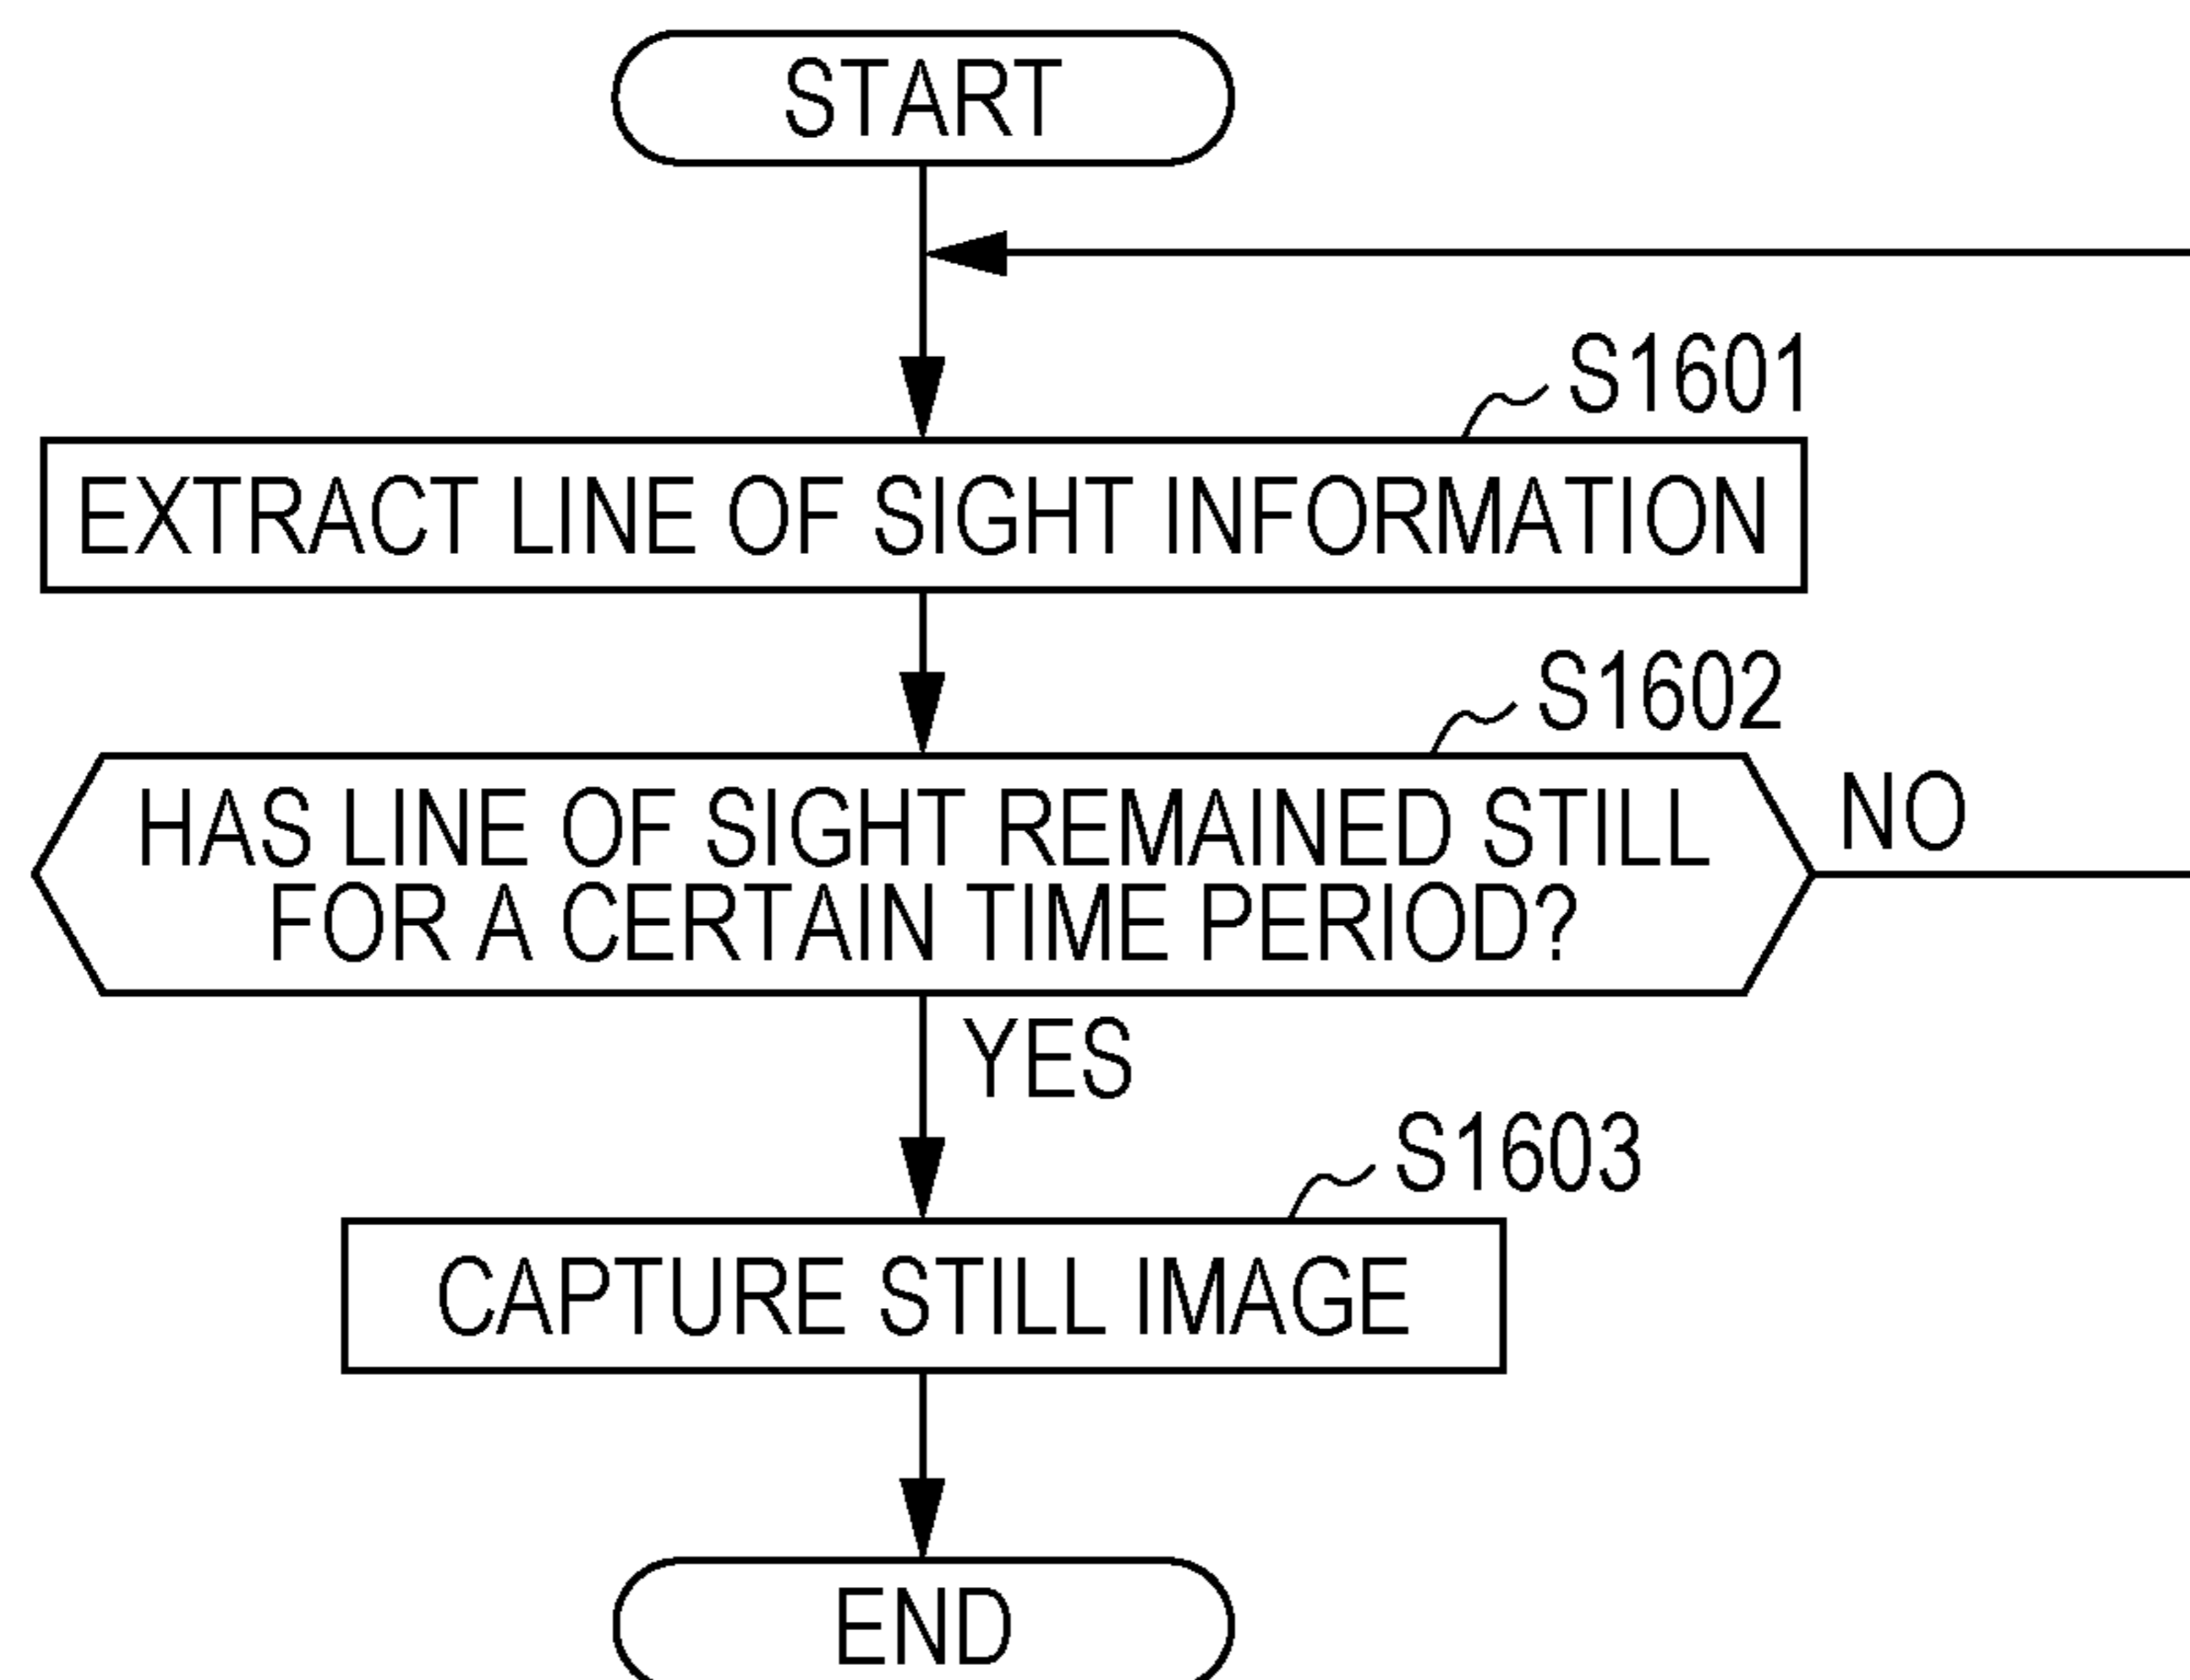 START
S1601
EXTRACT LINE OF SIGHT INFORMATION
S1602
HAS LINE OF SIGHT REMAINED STILL
FOR A CERTAIN TIME PERIOD?
NO
YES
S1603
CAPTURE STILL IMAGE
END